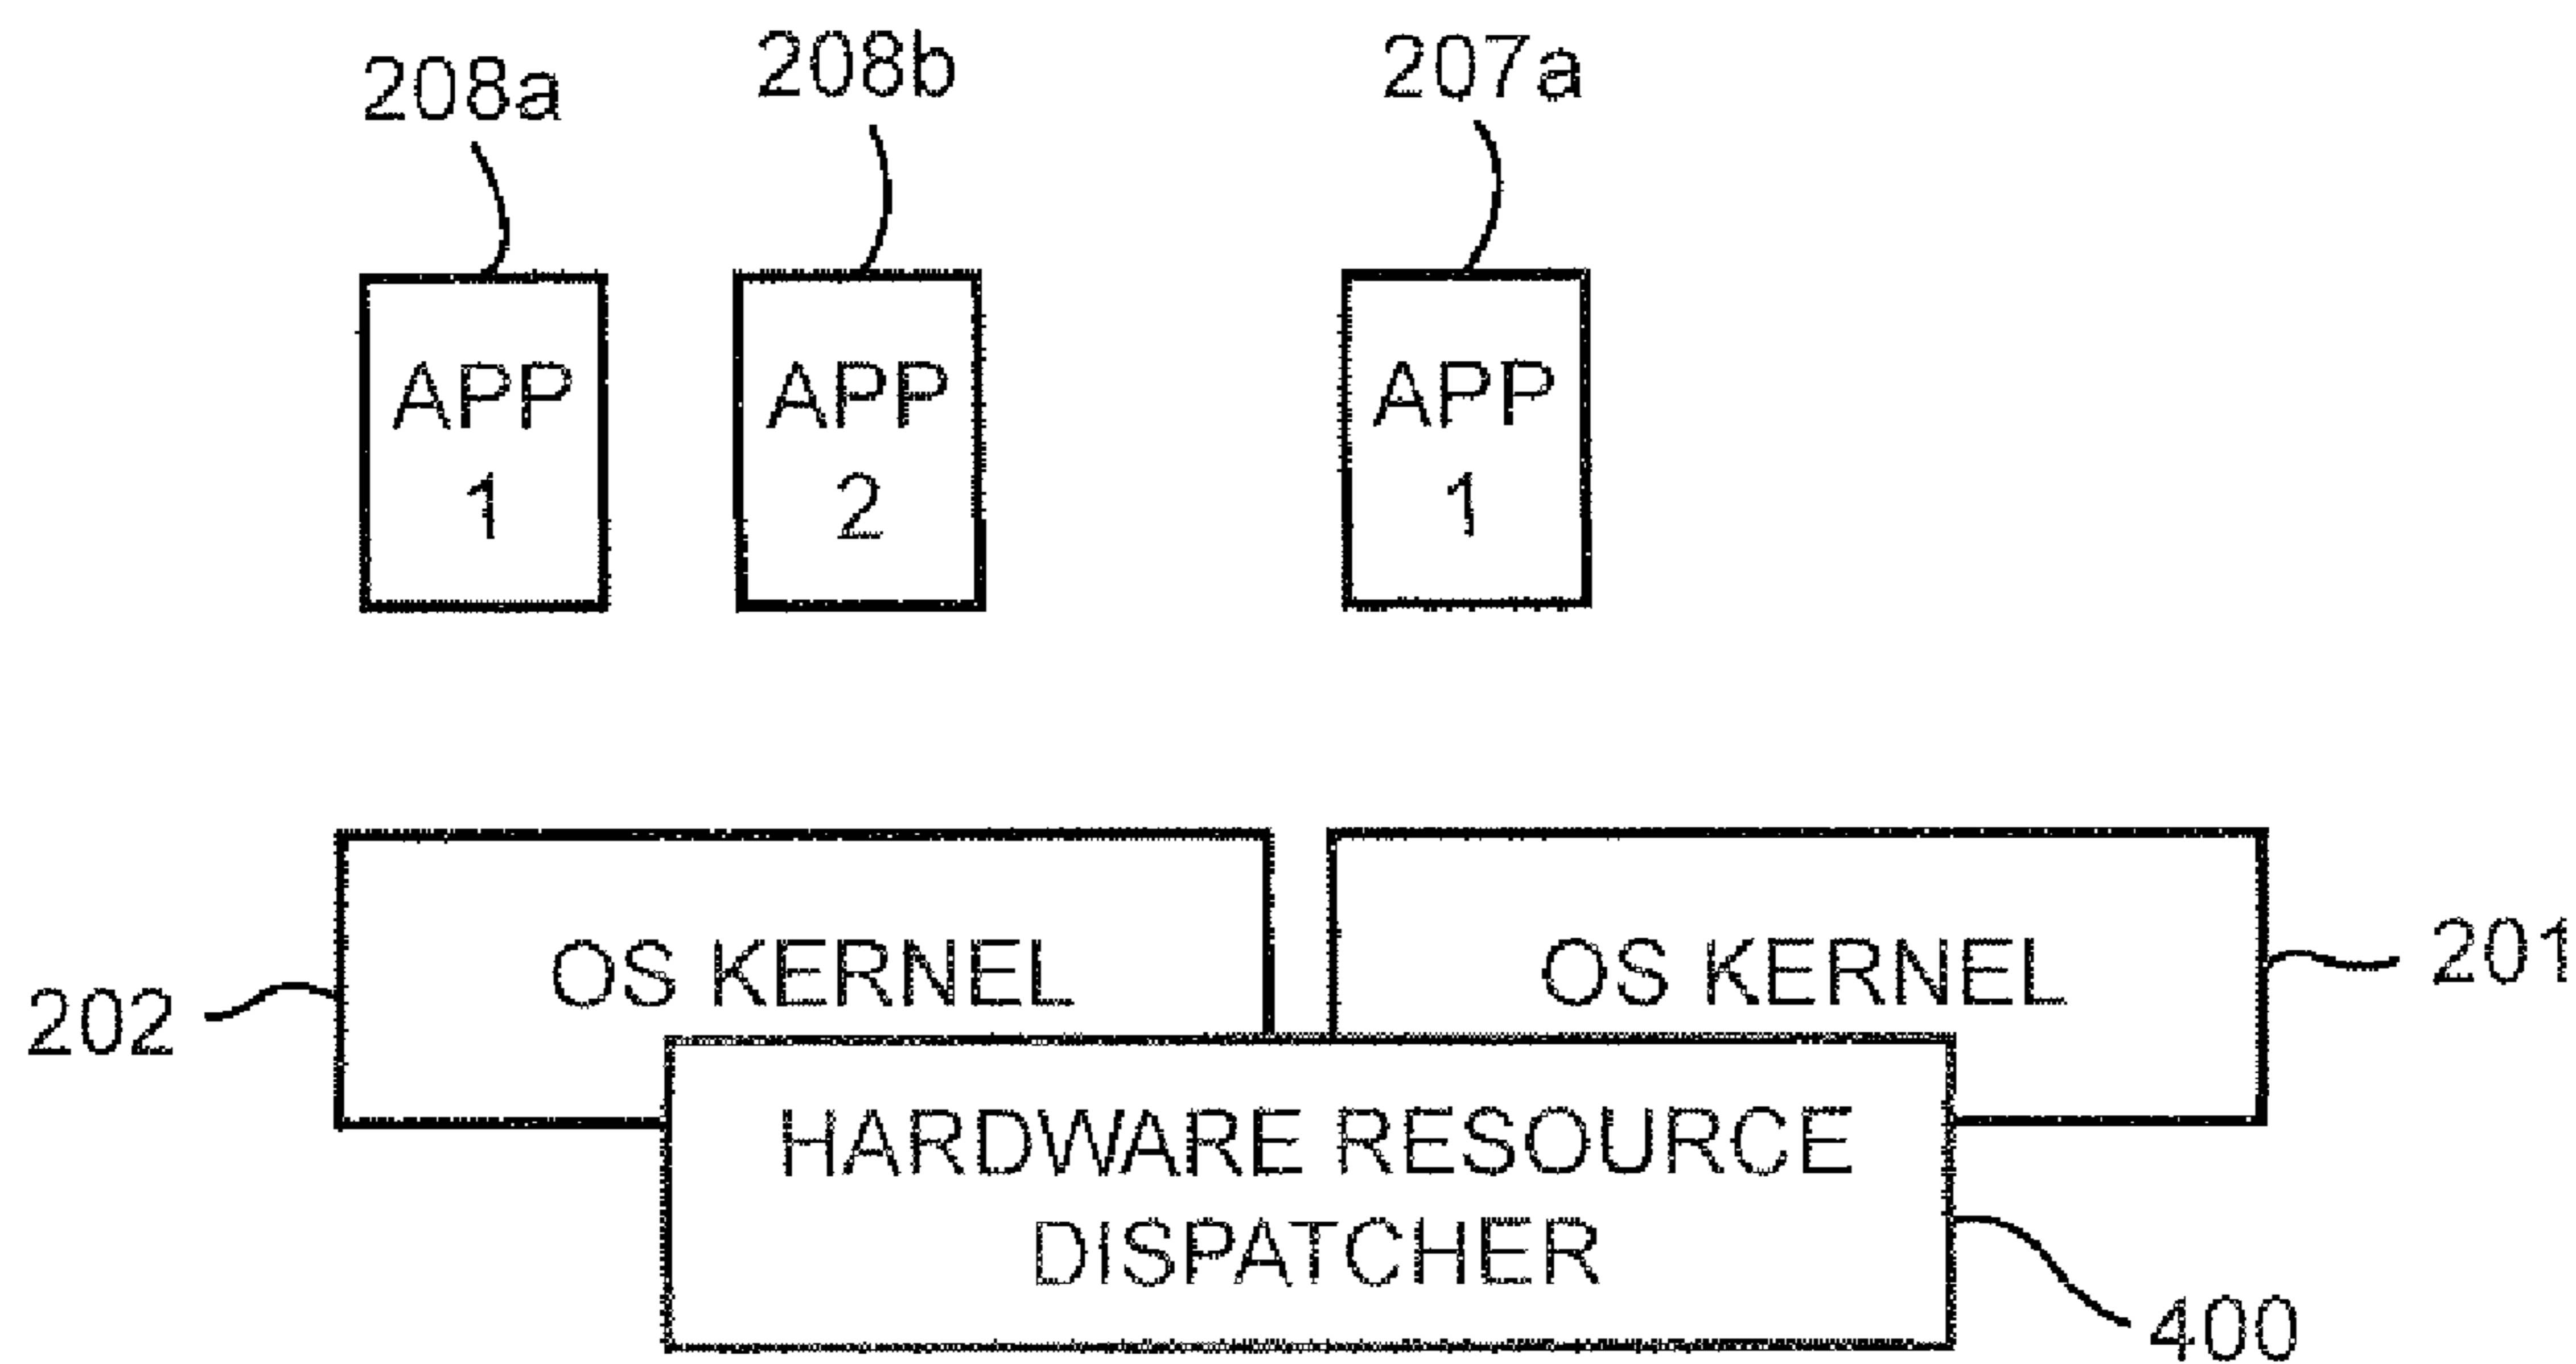 208a
208b
207a
APP
1
APP
2
APP
1
OS KERNEL
OS KERNEL
202
201
HARDWARE RESOURCE
DISPATCHER
400